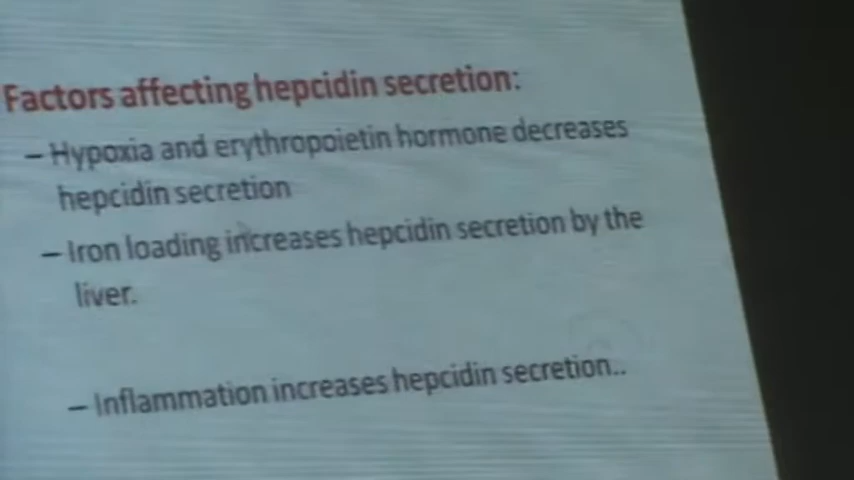 Factors affecting hepcidin secretion:
– Hypoxia and erythropoietin hormone decreases
hepcidin secretion
– Iron loading increases hepcidin secretion by the
liver.
– Inflammation increases hepcidin secretion..